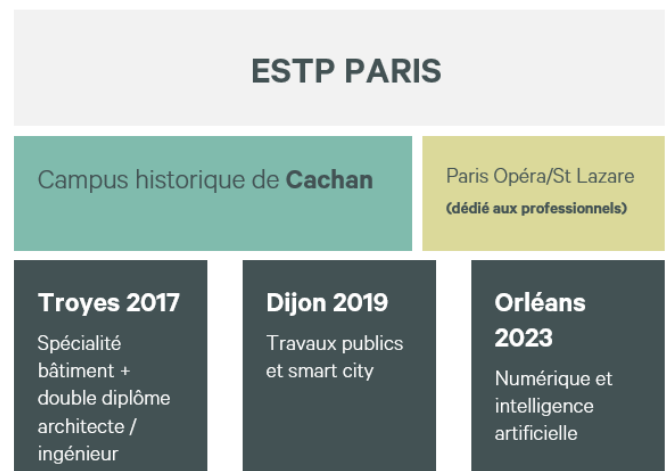 ESTP PARIS
Campus historique de Cachan
Paris Opéra/St Lazare
(dédié aux professionnels)
Troyes 2017
Spécialité
bâtiment +
double diplôme
architecte /
ingénieur
Dijon 2019
Travaux publics
et smart city
Orléans
2023
Numérique et
intelligence
artificielle